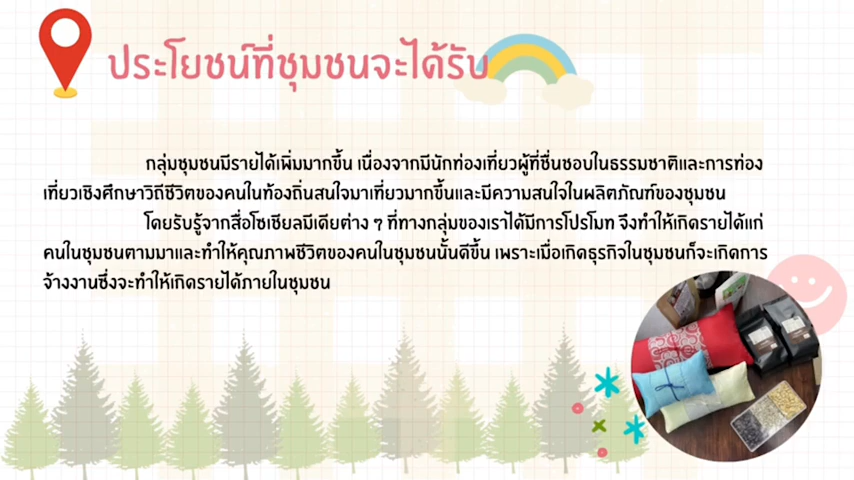 ประโยชน์ที่ชุมชนจะได้รับ
กลุ่มชุมชนมีรายได้เพิ่มมากขึ้น เนื่องจากมีนักท่องเที่ยวผู้ที่ชื่นชอบในธรรมชาติและการท่อง
เที่ยวเชิงศึกษาวิถีชีวิตของคนในท้องถิ่นสนใจมาเที่ยวมากขึ้นและมีความสนใจในผลิตภัณฑ์ของชุมชน
โดยรับรู้จากสื่อโซเชียลมีเดียต่าง ๆ ที่ทางกลุ่มของเราได้มีการโปรโมท จึงทำให้เกิดรายได้แก่
คนในชุมชนตามมาและทำให้คุณภาพชีวิตของคนในชุมชนนั้นดีขึ้น เพราะเมื่อเกิดธุรกิจในชุมชนก็จะเกิดการ
จ้างงานซึ่งจะทำให้เกิดรายได้ภายในชุมชน